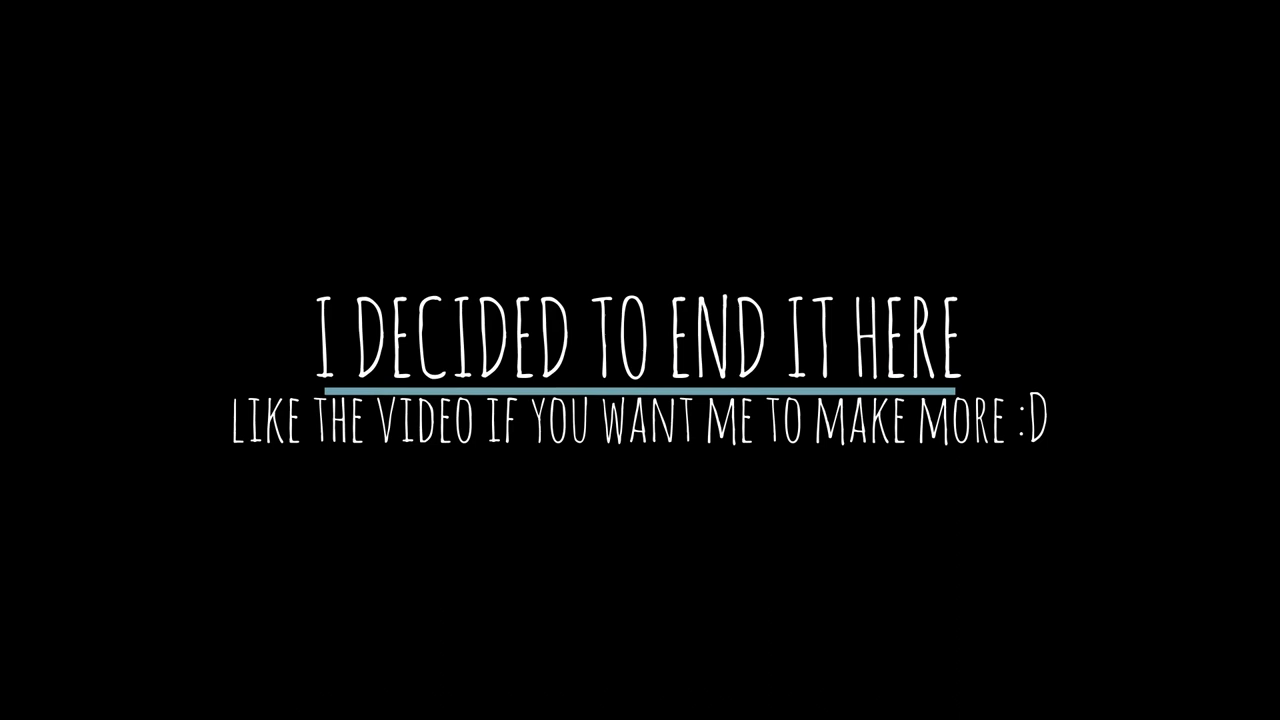 I DECIDED TO END IT HERE
LIKE THE VIDEO IF YOU WANT ME TO MAKE MORE :D